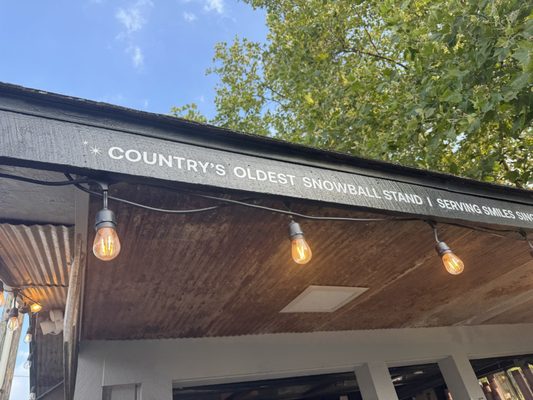 COUNTRY'S OLDEST SNOWBALL STAND | SERVING SMILES